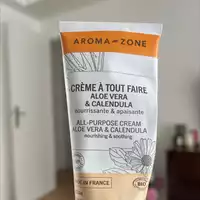 AROMA-ZONE
CRÈME À TOUT FAIRE
ALOE VERA
& CALENDULA
nourrissante & apaisante
ALL-PURPOSE CREAM
ALOE VERA & CALENDULA
nourishing & soothing
IN FRANCE
BIO